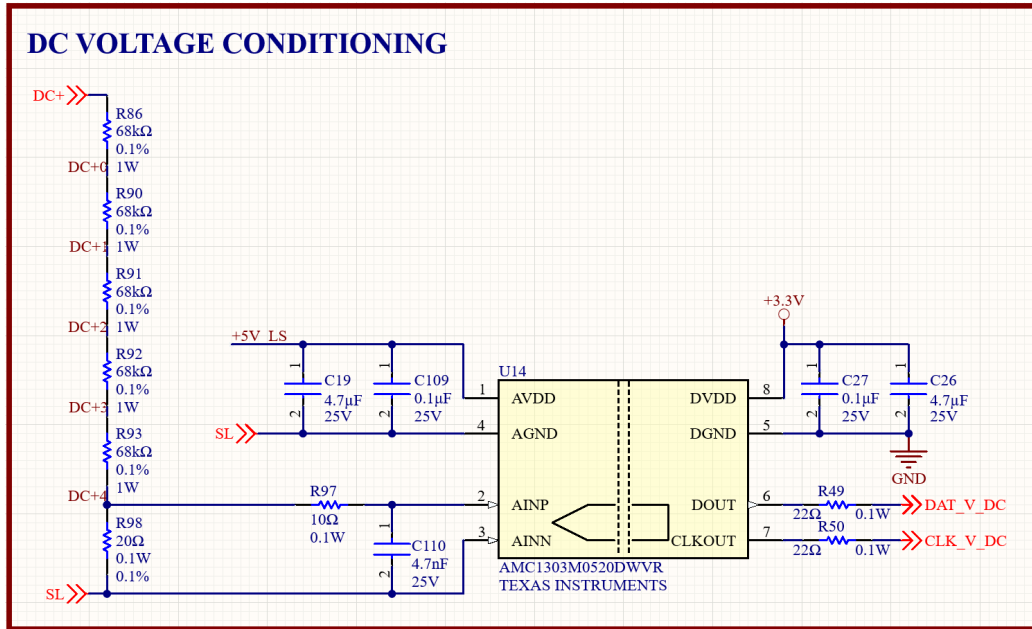 DC VOLTAGE CONDITIONING
DC+
R86
68kΩ
0.1%
1W
DC+0
R90
68kΩ
0.1%
1W
DC+1
R91
68kΩ
0.1%
1W
DC+2
R92
68kΩ
0.1%
1W
DC+3
R93
68kΩ
0.1%
1W
DC+4
R98
20Ω
0.1W
0.1%
SL
+5V_LS
1
C19
4.7µF
25V
2
1
C109
0.1µF
25V
2
SL
R97
10Ω
0.1W
1
C110
4.7nF
25V
2
U14
1 AVDD
4 AGND
2 AINP
3 AINN
DVDD 8
DGND 5
DOUT 6
CLKOUT 7
AMC1303M0520DWVR
TEXAS INSTRUMENTS
+3.3V
1
C27
0.1µF
25V
2
1
C26
4.7µF
25V
2
GND
R49
22Ω 0.1W
DAT_V_DC
R50
22Ω 0.1W
CLK_V_DC